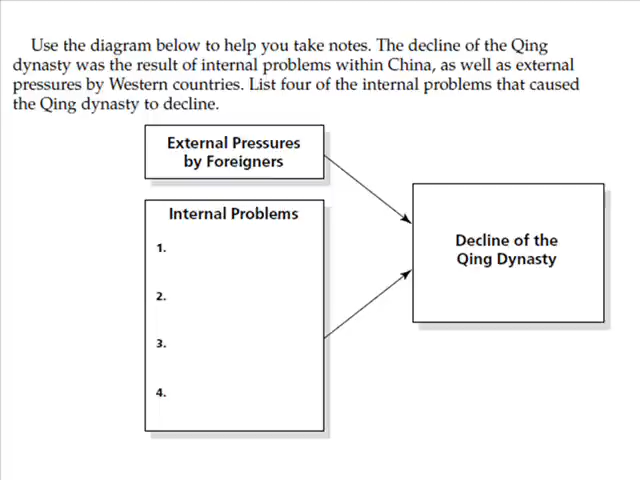 Use the diagram below to help you take notes. The decline of the Qing
dynasty was the result of internal problems within China, as well as external
pressures by Western countries. List four of the internal problems that caused
the Qing dynasty to decline.
External Pressures
by Foreigners
Internal Problems
1.
2.
3.
4.
Decline of the
Qing Dynasty